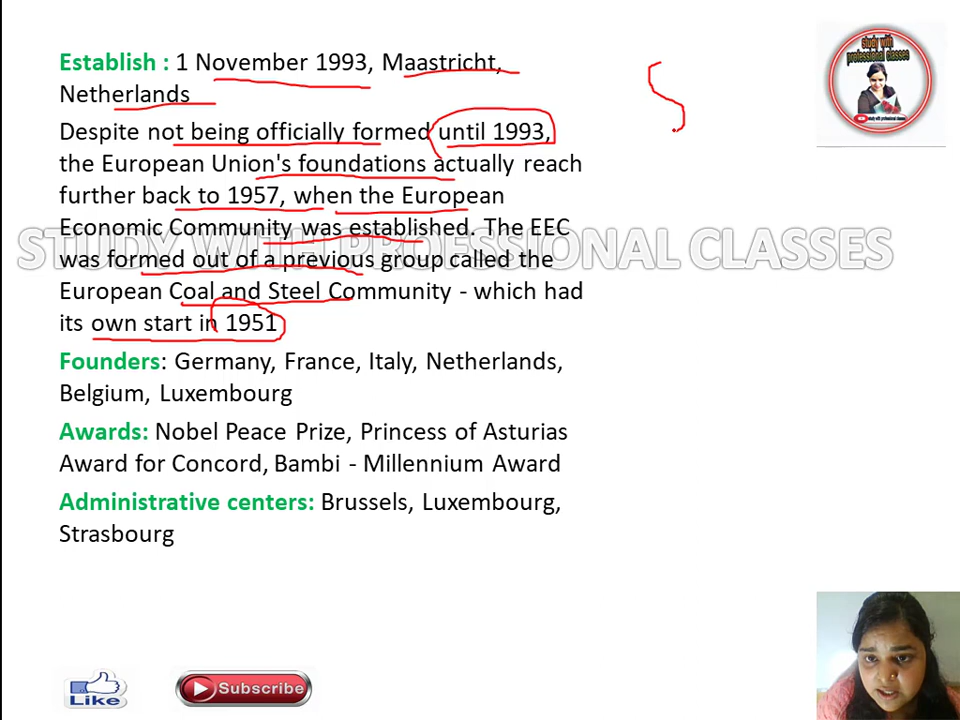 Establish : 1 November 1993, Maastricht,
Netherlands
Despite not being officially formed until 1993,
the European Union's foundations actually reach
further back to 1957, when the European
Economic Community was established. The EEC
STUDY WITH PROFESSIONAL CLASSES
was formed out of a previous group called the
European Coal and Steel Community - which had
its own start in 1951
Founders: Germany, France, Italy, Netherlands,
Belgium, Luxembourg
Awards: Nobel Peace Prize, Princess of Asturias
Award for Concord, Bambi - Millennium Award
Administrative centers: Brussels, Luxembourg,
Strasbourg
study with
professional classes
Like
Subscribe